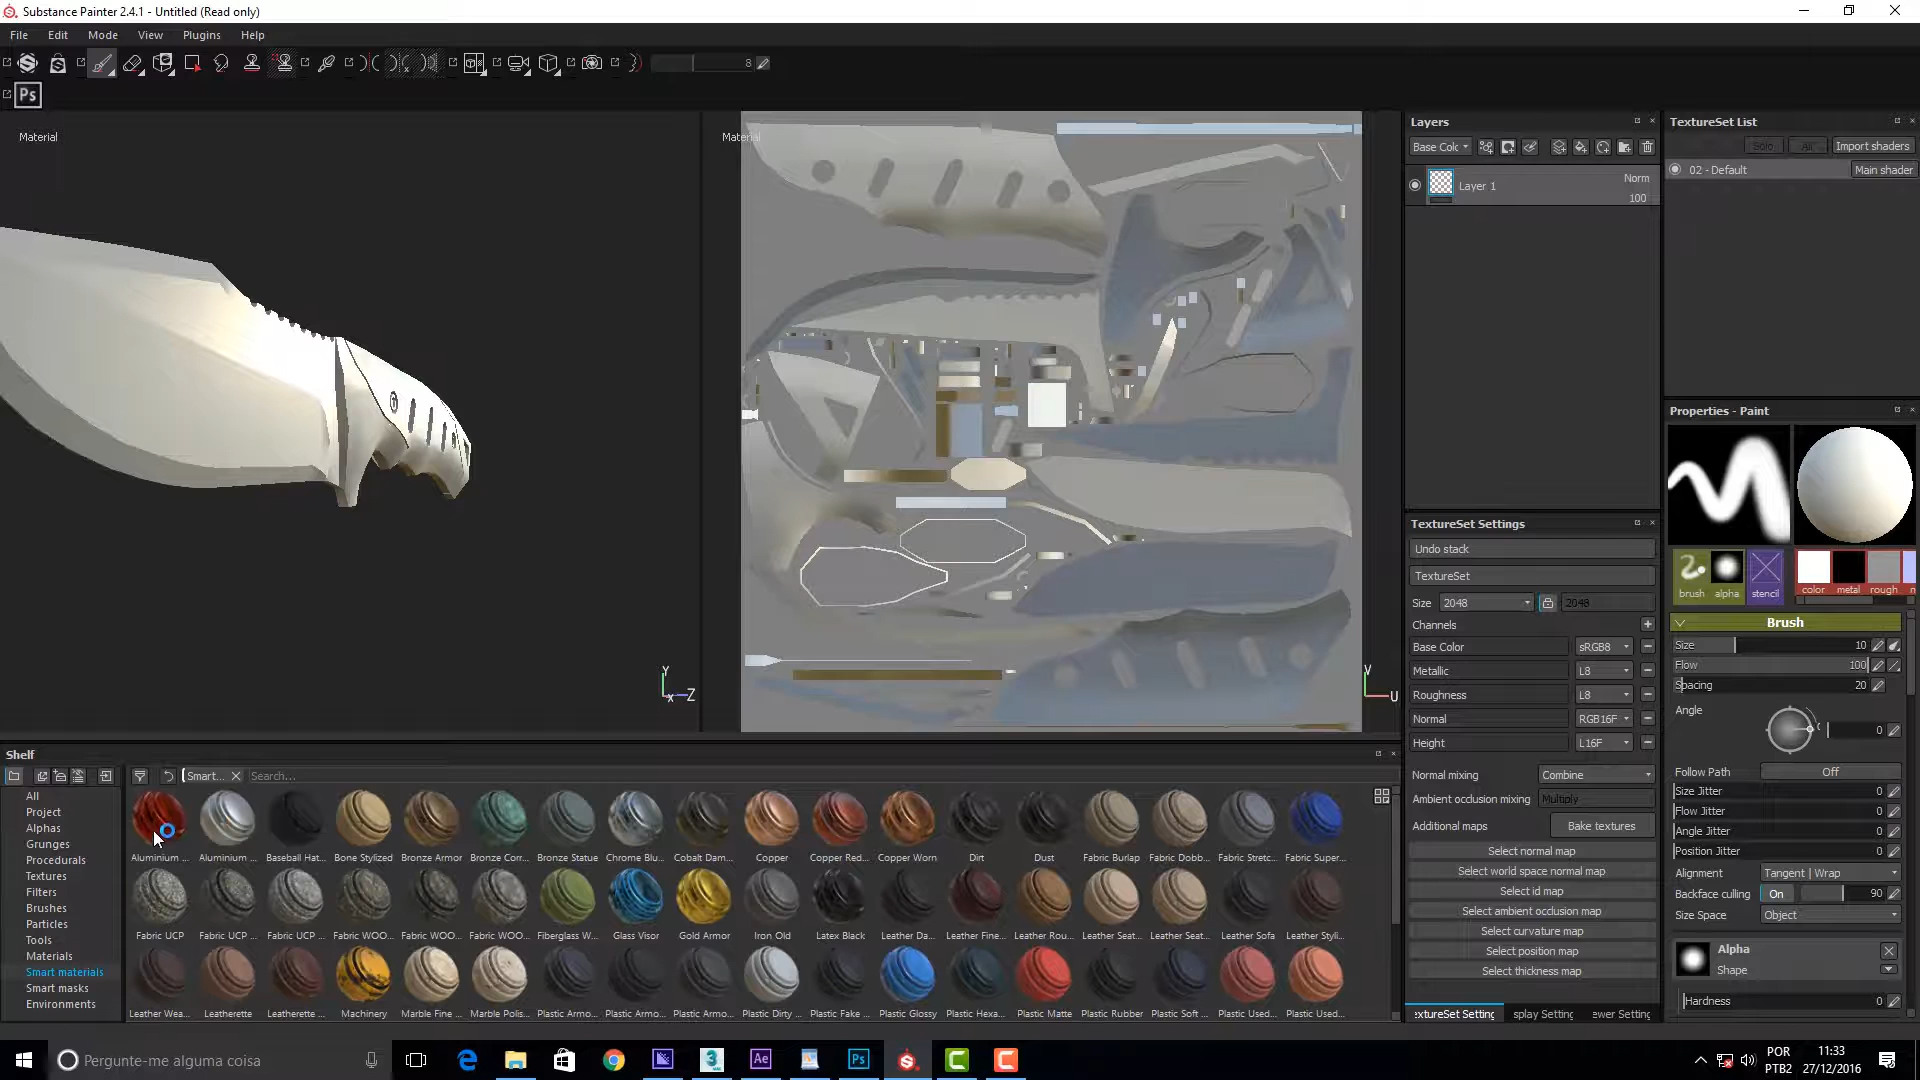 Substance Painter 2.4.1 - Untitled (Read only)
File Edit Mode View Plugins Help
8
Ps
Material
Material
Y
X Z
V
U
Layers
Base Colc
Layer 1
Norm
100
TextureSet List
Solo All Import shaders
02 - Default Main shader
TextureSet Settings
Undo stack
TextureSet
Size 2048 2048
Channels
Base Color sRGB8
Metallic L8
Roughness L8
Normal RGB16F
Height L16F
Normal mixing Combine
Ambient occlusion mixing Multiply
Additional maps Bake textures
Select normal map
Select world space normal map
Select id map
Select ambient occlusion map
Select curvature map
Select position map
Select thickness map
extureSet Setting splay Setting ewer Setting
Properties - Paint
brush alpha stencil color metal rough n
Brush
Size 10
Flow 100
Spacing 20
Angle 0
Follow Path Off
Size Jitter 0
Flow Jitter 0
Angle Jitter 0
Position Jitter 0
Alignment Tangent | Wrap
Backface culling On 90
Size Space Object
Alpha
Shape
Hardness 0
Shelf
Smart... Search...
All
Project
Alphas
Grunges
Procedurals
Textures
Filters
Brushes
Particles
Tools
Materials
Smart materials
Smart masks
Environments
Aluminium ... Aluminium ... Baseball Hat... Bone Stylized Bronze Armor Bronze Corr... Bronze Statue Chrome Blu... Cobalt Dam... Copper Copper Red... Copper Worn Dirt Dust Fabric Burlap Fabric Dobb... Fabric Stretc... Fabric Super...
Fabric UCP Fabric UCP ... Fabric UCP ... Fabric WOO... Fabric WOO... Fabric WOO... Fiberglass W... Glass Visor Gold Armor Iron Old Latex Black Leather Da... Leather Fine... Leather Rou... Leather Seat... Leather Seat... Leather Sofa Leather Styli...
Leather Wea... Leatherette Leatherette ... Machinery Marble Fine ... Marble Polis... Plastic Armo... Plastic Armo... Plastic Armo... Plastic Dirty ... Plastic Fake ... Plastic Glossy Plastic Hexa... Plastic Matte Plastic Rubber Plastic Soft ... Plastic Used... Plastic Used...
Pergunte-me alguma coisa
Ae
Ps
POR
PTB2
11:33
27/12/2016